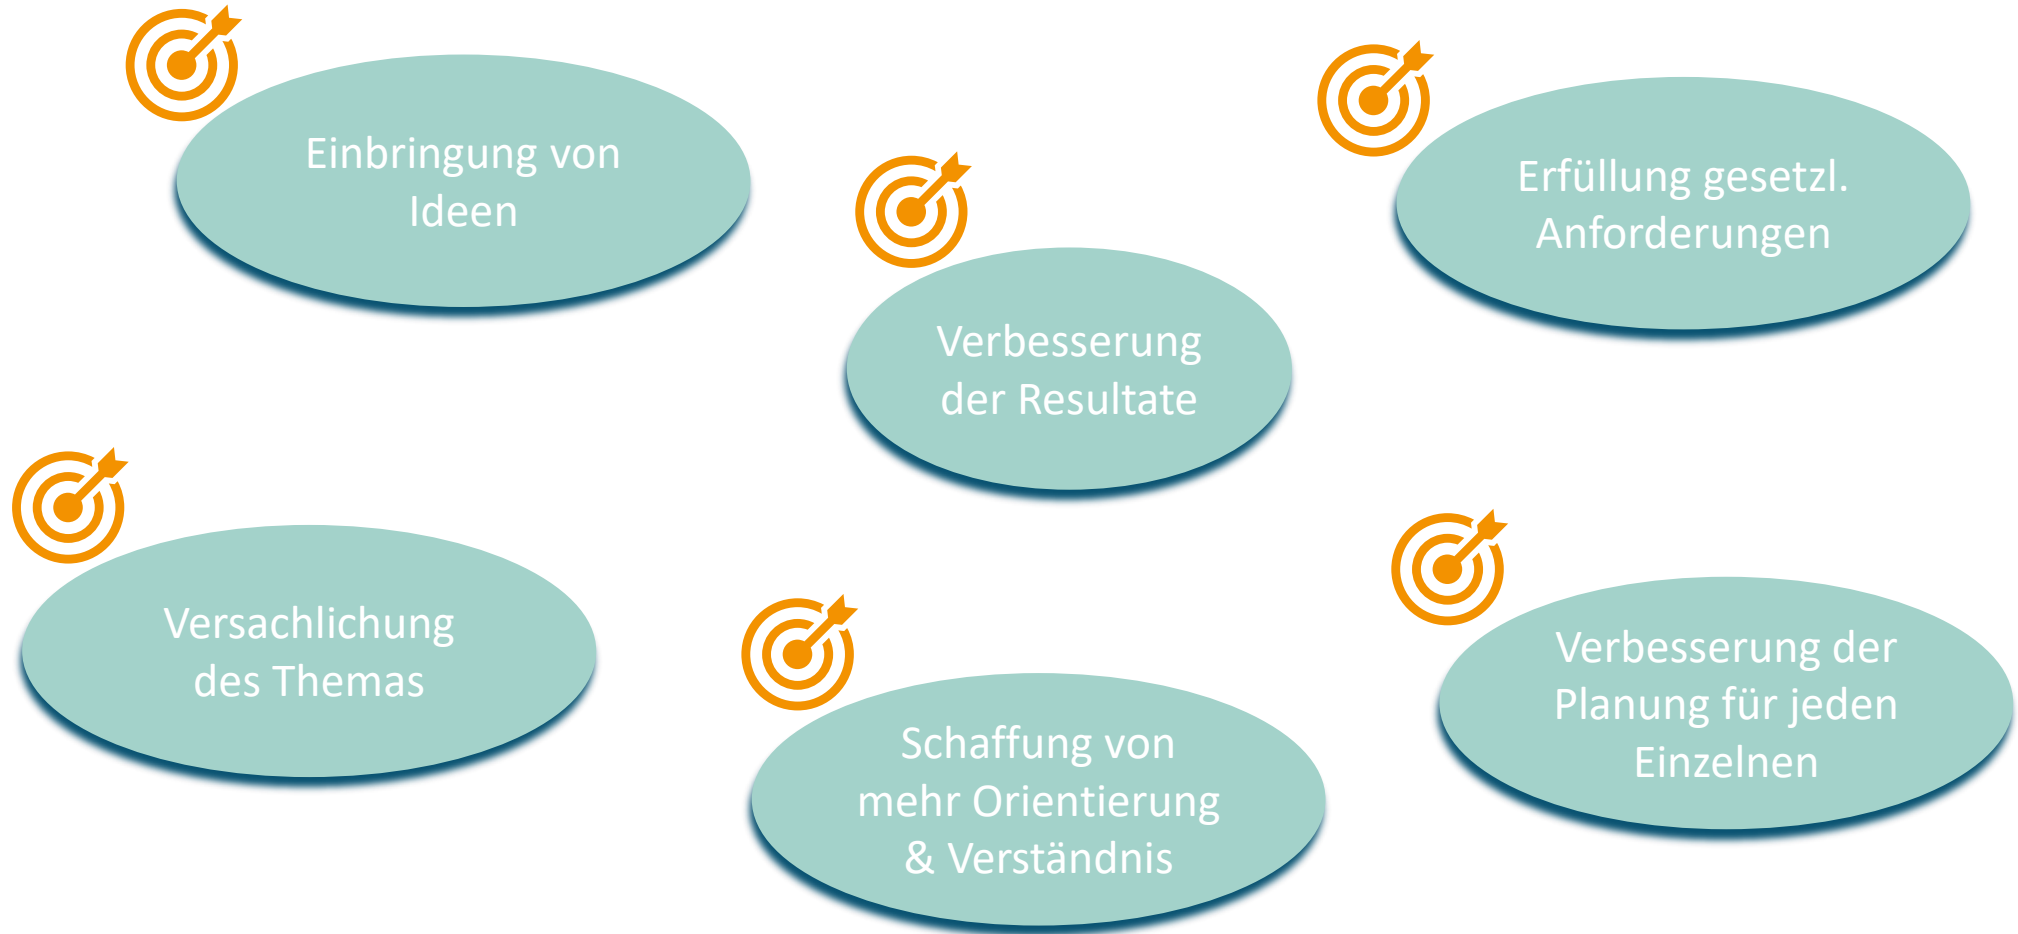 Einbringung von
Ideen
Erfüllung gesetzl.
Anforderungen
Verbesserung
der Resultate
Versachlichung
des Themas
Schaffung von
mehr Orientierung
& Verständnis
Verbesserung der
Planung für jeden
Einzelnen